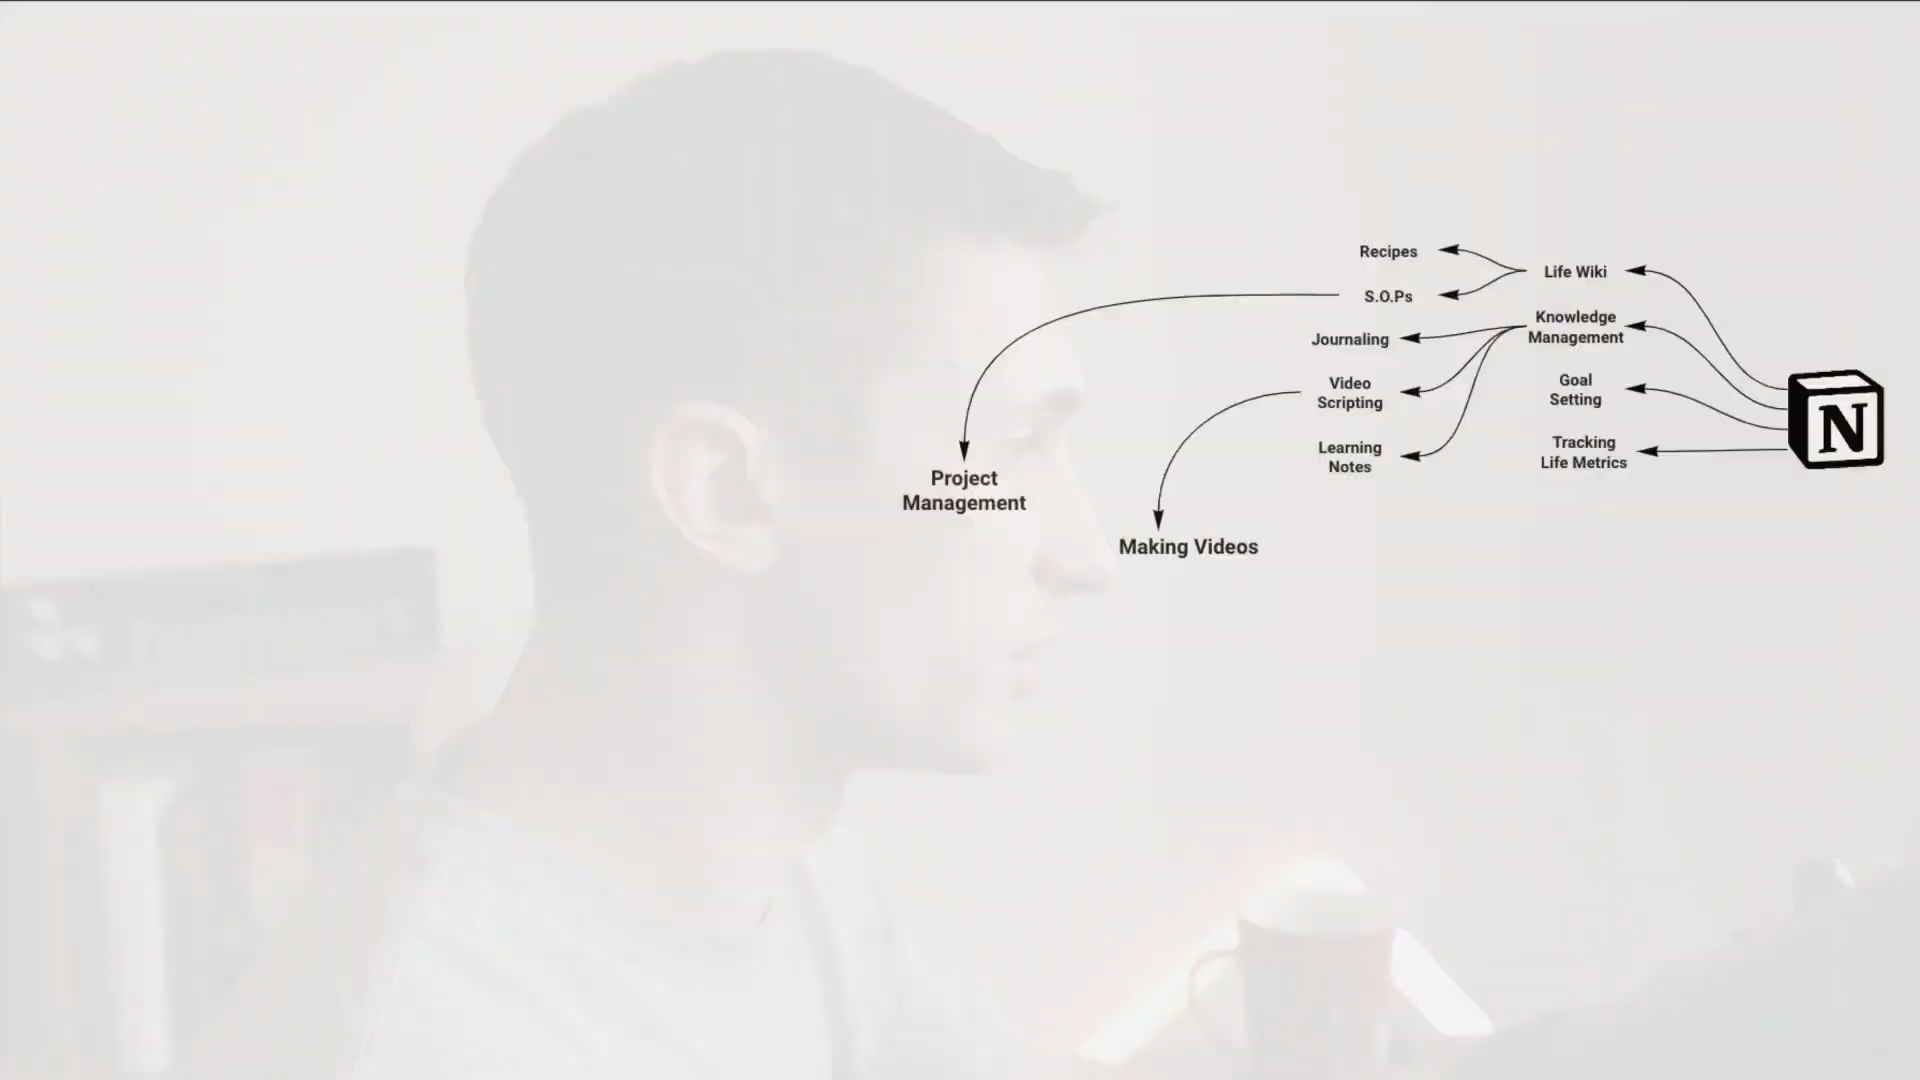 Recipes
Life Wiki
S.O.Ps
Knowledge
Management
Journaling
Video
Scripting
Goal
Setting
Learning
Notes
Tracking
Life Metrics
N
Project
Management
Making Videos